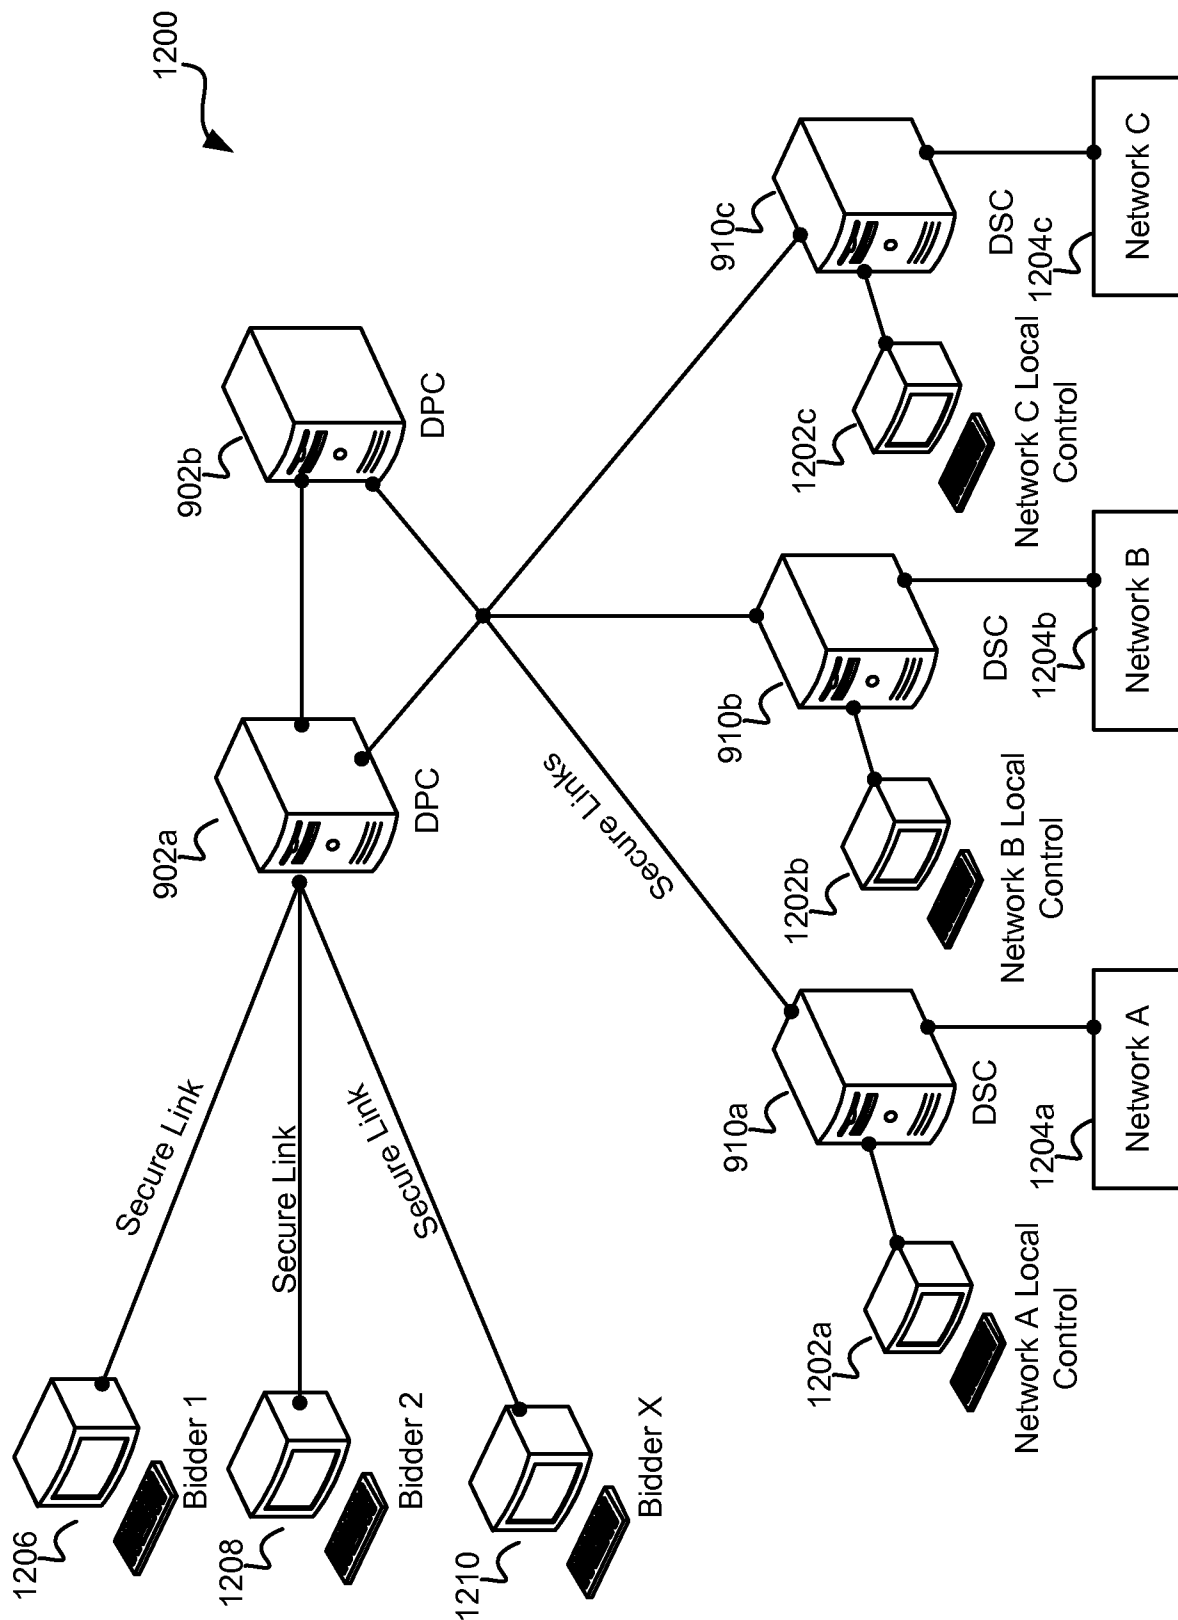 1200
1206
Bidder 1
Secure Link
1208
Bidder 2
Secure Link
1210
Bidder X
Secure Link
902a
DPC
902b
DPC
Secure Links
910a
DSC
1202a
Network A Local
Control
1204a
Network A
910b
DSC
1202b
Network B Local
Control
1204b
Network B
910c
DSC
1202c
Network C Local
Control
1204c
Network C